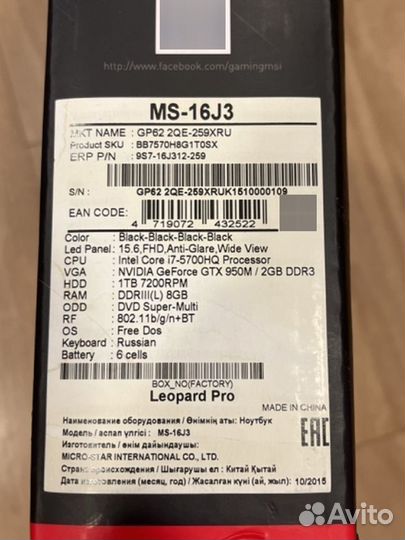 http://www.facebook.com/gamingmsi
MS-16J3
MKT NAME : GP62 2QE-259XRU
Product SKU : BB7570H8G1T0SX
ERP P/N : 9S7-16J312-259
S/N : GP62 2QE-259XRUK1510000109
EAN CODE:
4 719072 432522
Color : Black-Black-Black-Black
Led Panel : 15.6,FHD,Anti-Glare,Wide View
CPU : Intel Core i7-5700HQ Processor
VGA : NVIDIA GeForce GTX 950M / 2GB DDR3
HDD : 1TB 7200RPM
RAM : DDRIII(L) 8GB
ODD : DVD Super-Multi
RF : 802.11b/g/n+BT
OS : Free Dos
Keyboard : Russian
Battery : 6 cells
BOX_NO(FACTORY)
Leopard Pro
MADE IN CHINA
EAC
Наименование оборудования / Өнімнің аты: Ноутбук
Модель / аспап үлгісі : MS-16J3
Изготовитель / өнім дайындаушы:
MICRO-STAR INTERNATIONAL CO., LTD.
Страна происхождения / Шығарушы ел : Китай Қытай
Дата изготовления (месяц, год) / Жасалған күні (ай, жыл): 10/2015
Avito